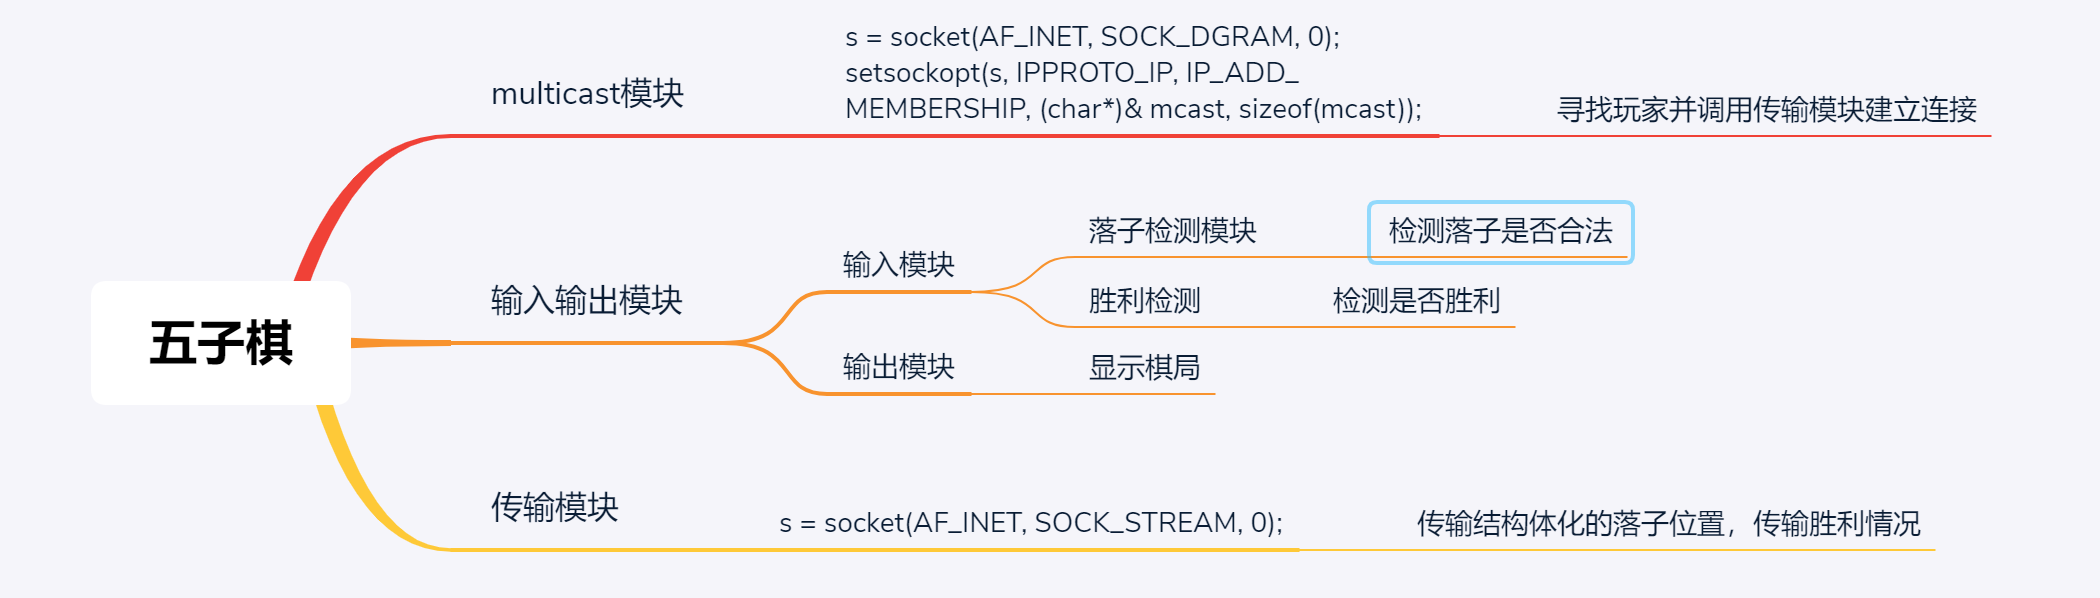 五子棋
multicast模块
s = socket(AF_INET, SOCK_DGRAM, 0);
setsockopt(s, IPPROTO_IP, IP_ADD_
MEMBERSHIP, (char*)& mcast, sizeof(mcast));
寻找玩家并调用传输模块建立连接
输入输出模块
输入模块
落子检测模块
检测落子是否合法
胜利检测
检测是否胜利
输出模块
显示棋局
传输模块
s = socket(AF_INET, SOCK_STREAM, 0);
传输结构体化的落子位置，传输胜利情况